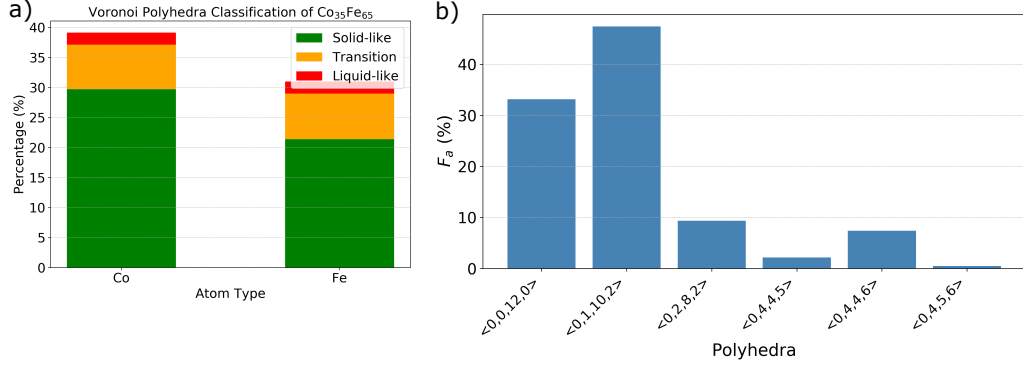 a)
Voronoi Polyhedra Classification of Co₃₅Fe₆₅
Percentage (%)
40
35
30
25
20
15
10
5
0
Solid-like
Transition
Liquid-like
Co
Fe
Atom Type
b)
Fₐ (%)
40
30
20
10
0
<0,0,12,0>
<0,1,10,2>
<0,2,8,2>
<0,4,4,5>
<0,4,4,6>
<0,4,5,6>
Polyhedra